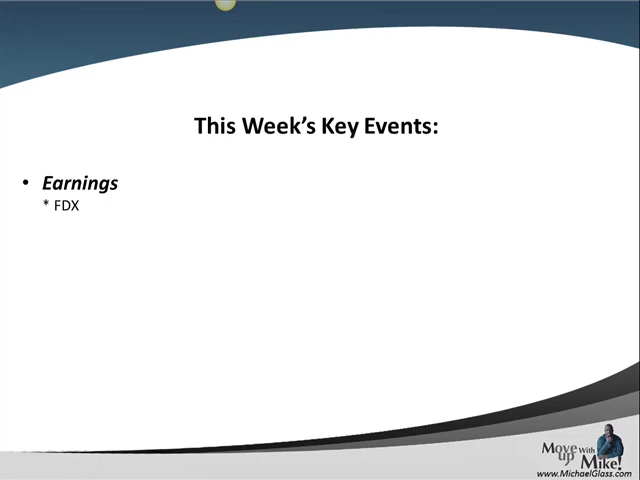 This Week's Key Events:
• Earnings
* FDX
Move up With Mike!
www.MichaelGlass.com